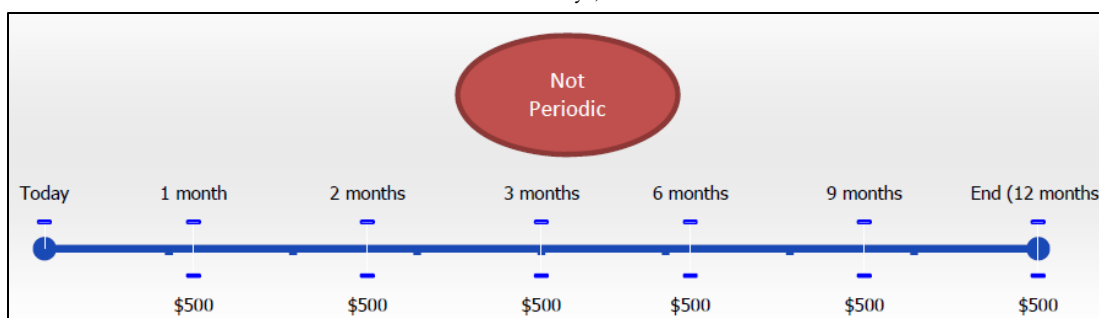 Not
Periodic
Today 1 month 2 months 3 months 6 months 9 months End (12 months
$500 $500 $500 $500 $500 $500